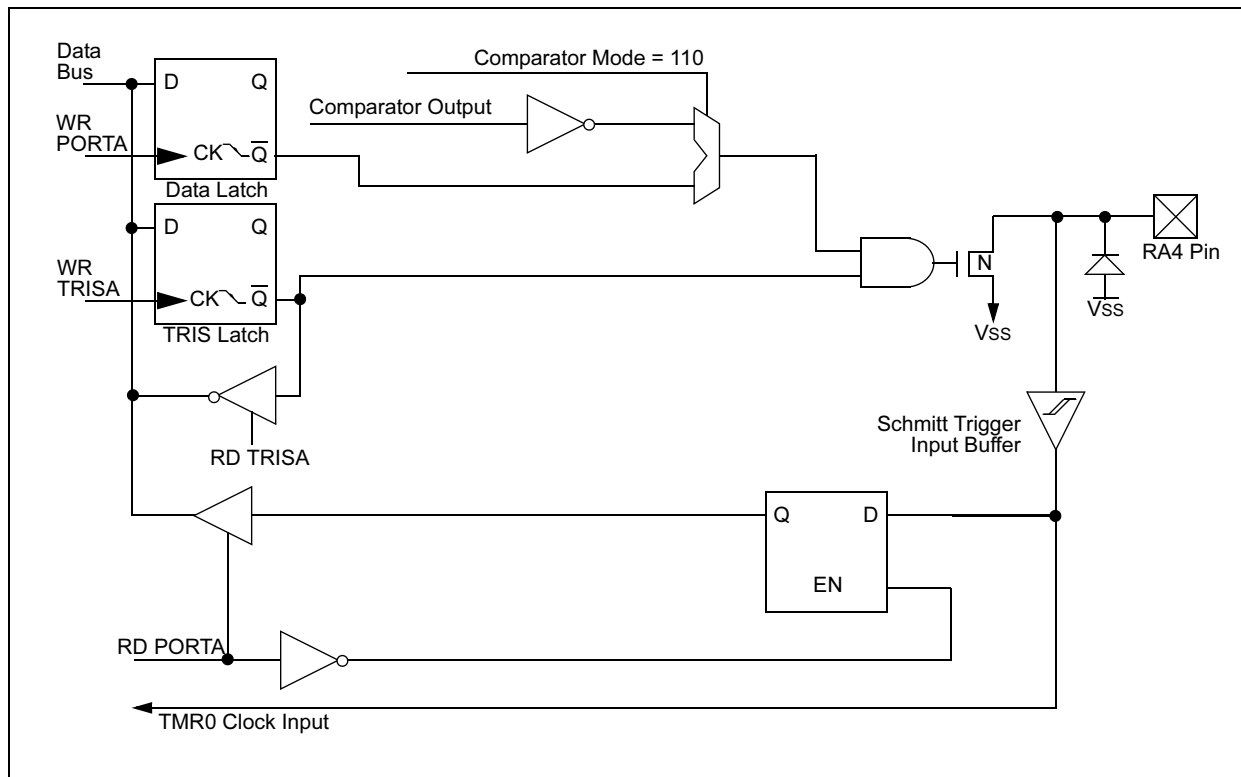 Data
Bus
D
Q
WR
PORTA
CK
Q̅
Data Latch
Comparator Mode = 110
Comparator Output
D
Q
WR
TRISA
CK
Q̅
TRIS Latch
N
VSS
RA4 Pin
VSS
RD TRISA
Schmitt Trigger
Input Buffer
Q
D
EN
RD PORTA
TMR0 Clock Input